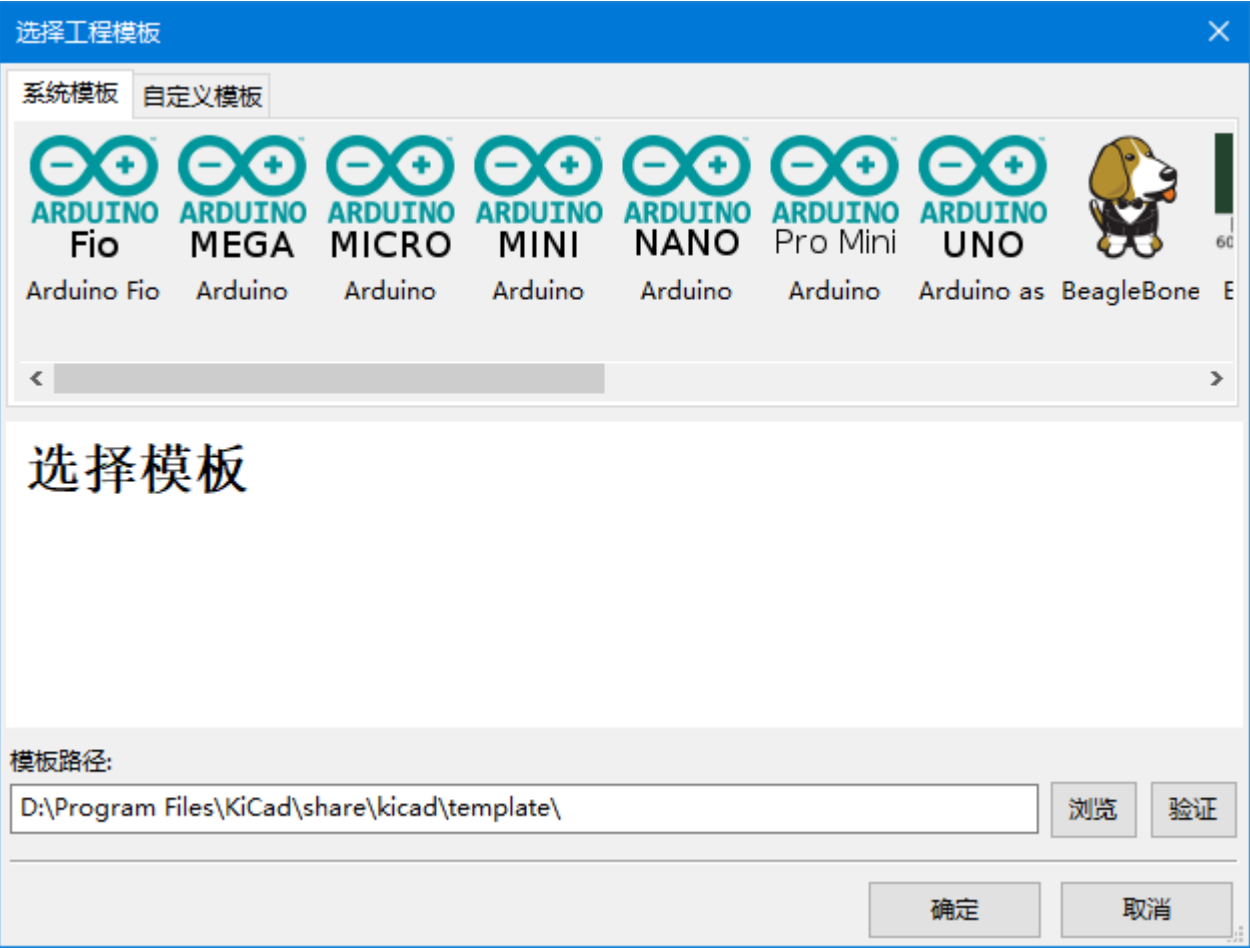 选择工程模板
系统模板 自定义模板
ARDUINO ARDUINO ARDUINO ARDUINO ARDUINO ARDUINO ARDUINO
Fio MEGA MICRO MINI NANO Pro Mini UNO
60
Arduino Fio Arduino Arduino Arduino Arduino Arduino Arduino as BeagleBone
选择模板
模板路径:
D:\Program Files\KiCad\share\kicad\template\
浏览 验证
确定 取消